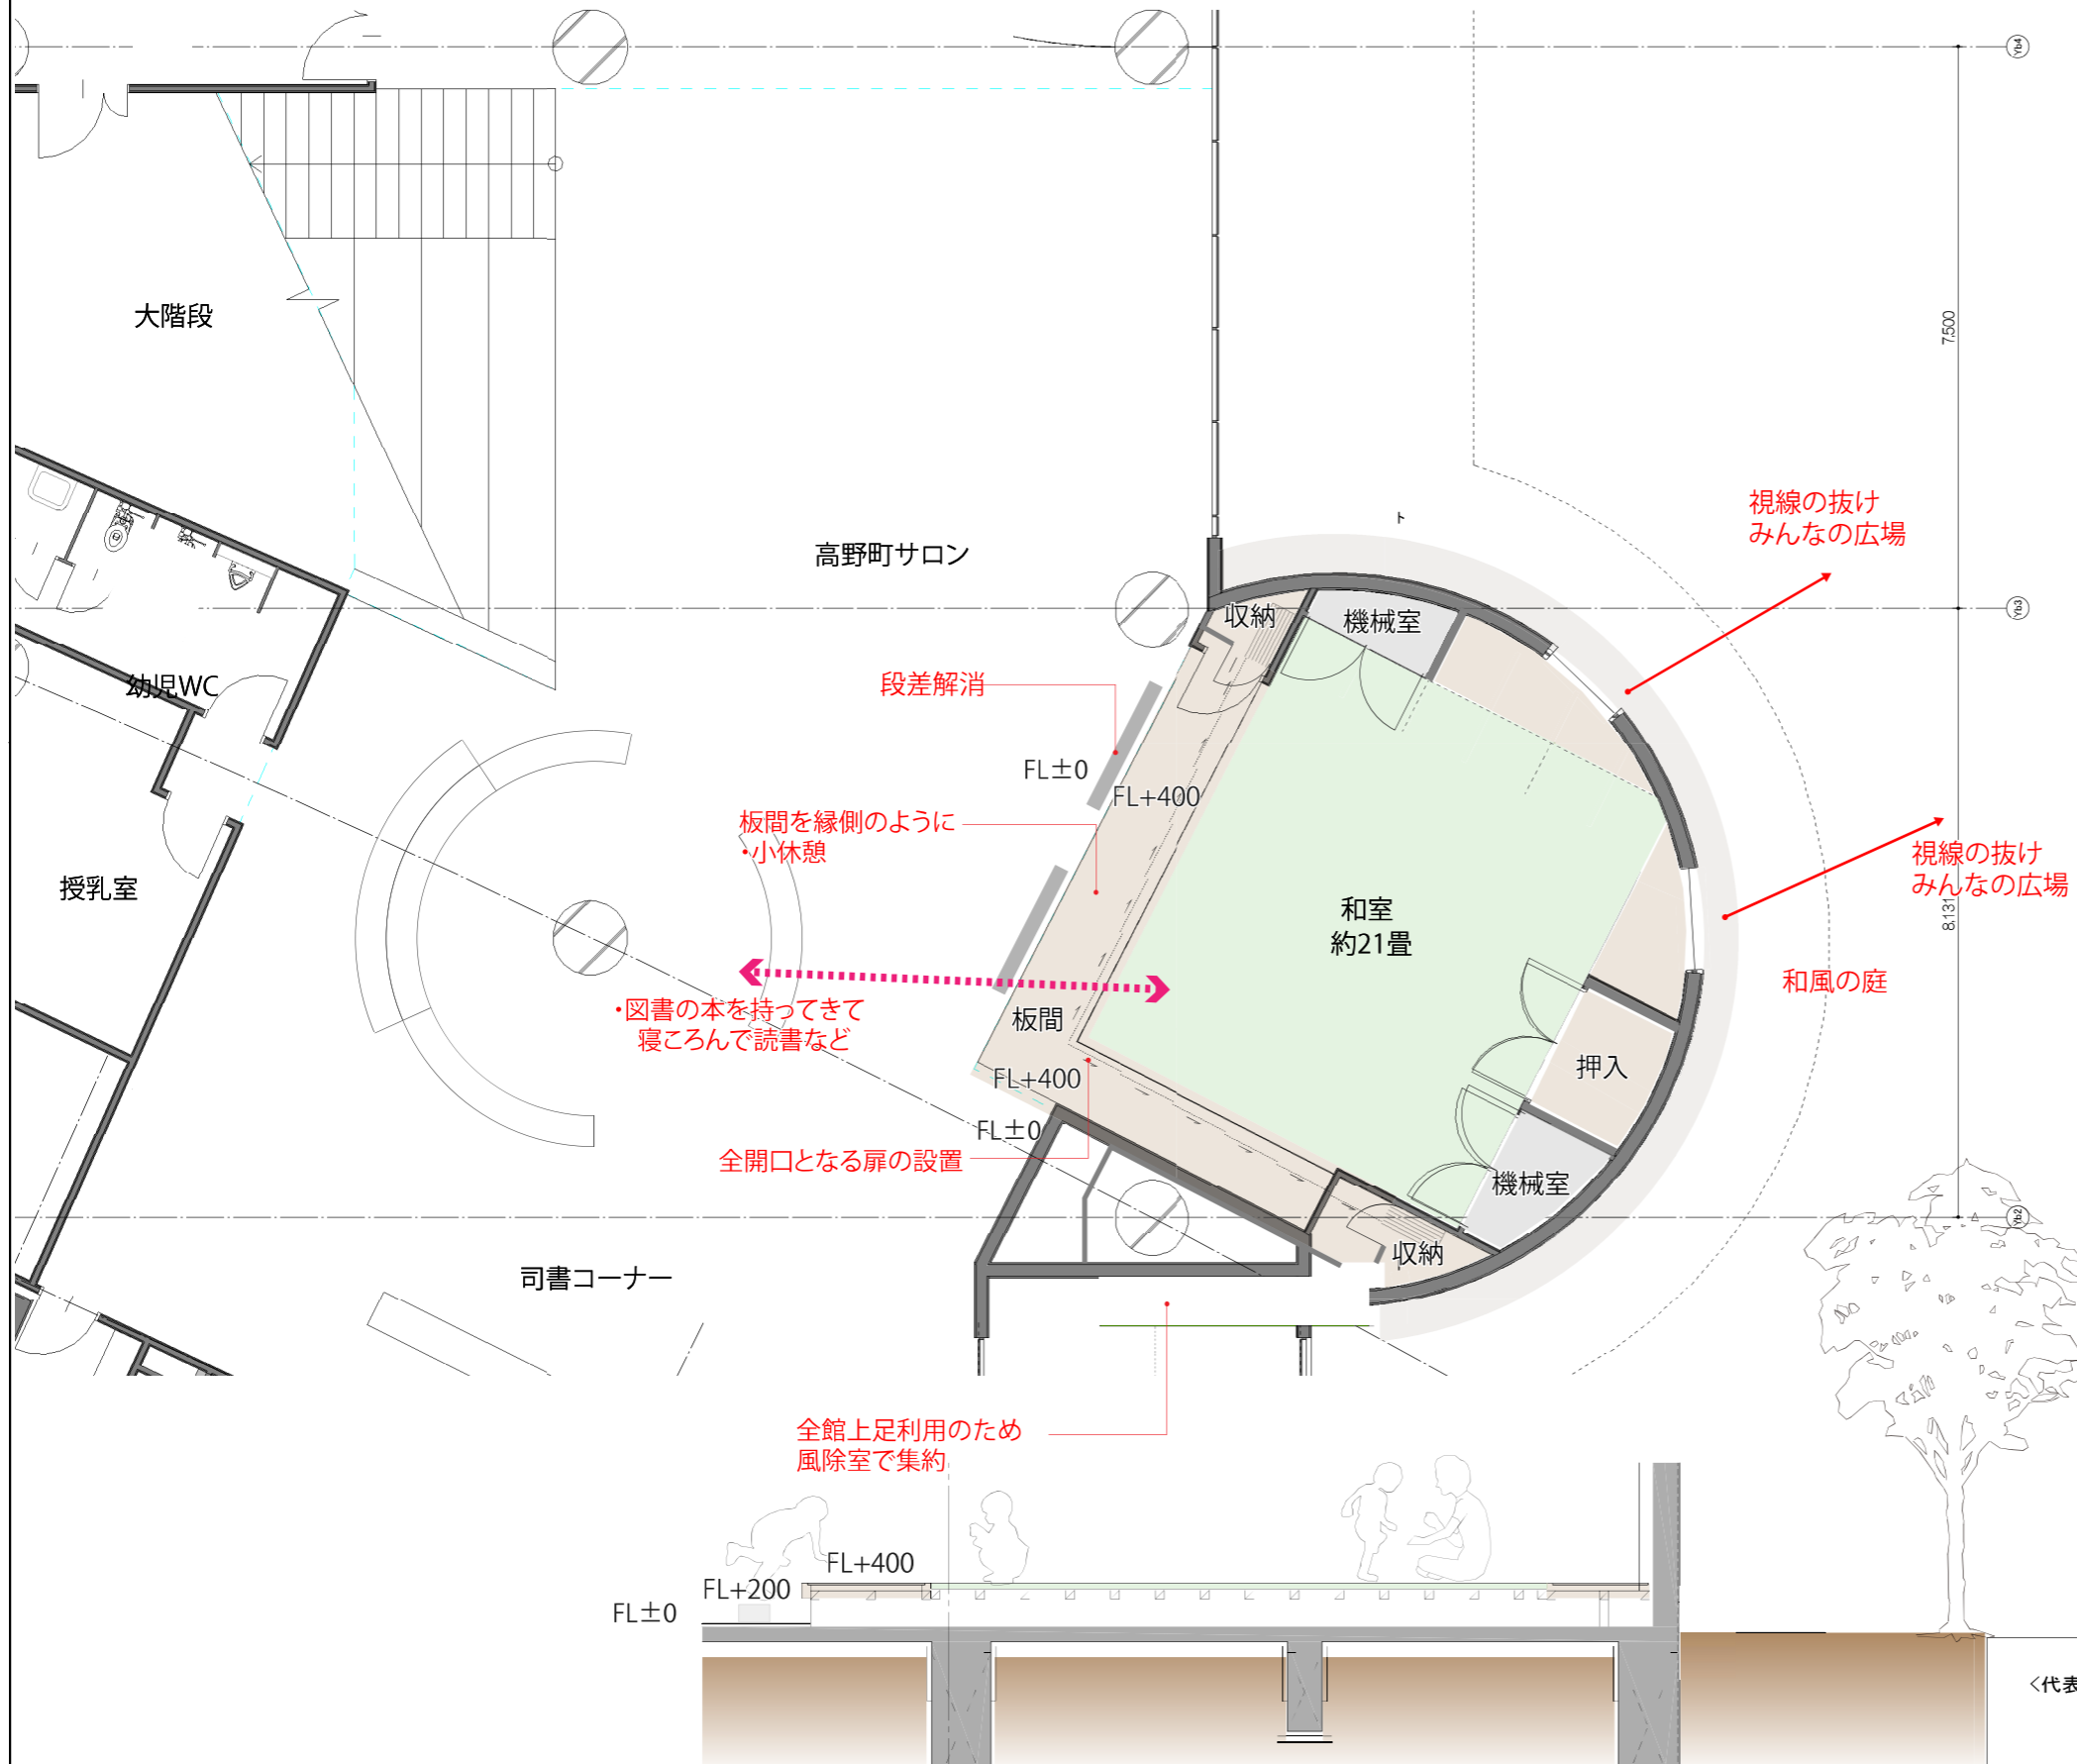 Yb4
7,500
大階段
視線の抜け
みんなの広場
ト
高野町サロン
Yb3
収納
機械室
幼児WC
段差解消
FL±0
FL+400
板間を縁側のように
・小休憩
視線の抜け
みんなの広場
授乳室
和室
約21畳
8,131
和風の庭
・図書の本を持ってきて
寝ころんで読書など
板間
押入
FL+400
FL±0
全開口となる扉の設置
機械室
Yb2
収納
司書コーナー
全館上足利用のため
風除室で集約
FL+400
FL+200
FL±0
<代表